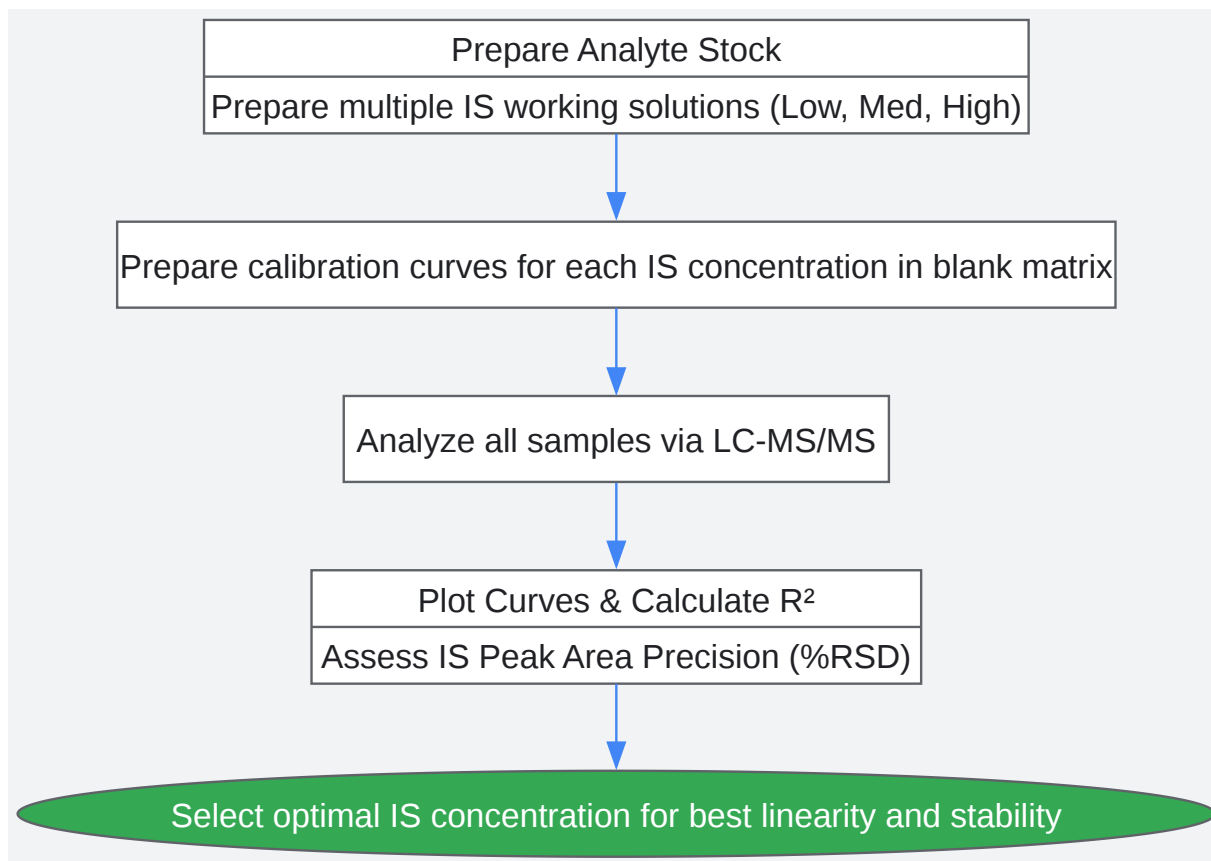 Prepare Analyte Stock
Prepare multiple IS working solutions (Low, Med, High)
Prepare calibration curves for each IS concentration in blank matrix
Analyze all samples via LC-MS/MS
Plot Curves & Calculate R²
Assess IS Peak Area Precision (%RSD)
Select optimal IS concentration for best linearity and stability